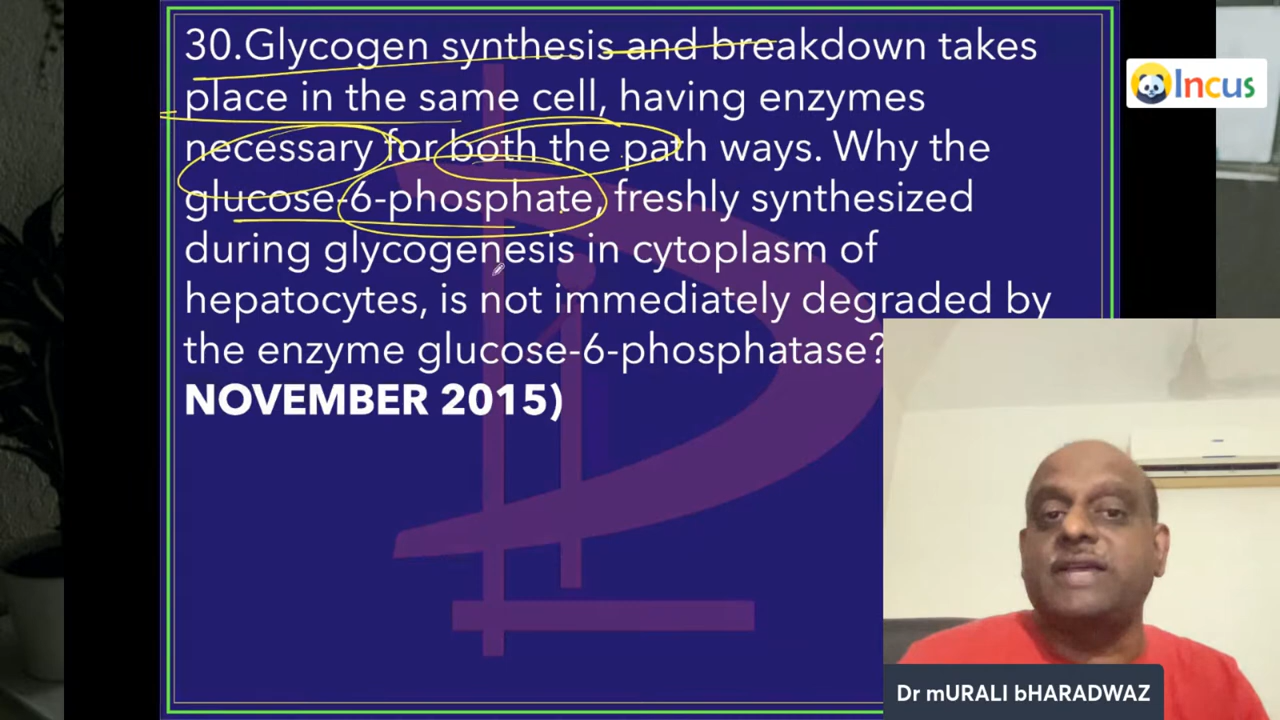 30.Glycogen synthesis and breakdown takes
place in the same cell, having enzymes
necessary for both the path ways. Why the
glucose-6-phosphate, freshly synthesized
during glycogenesis in cytoplasm of
hepatocytes, is not immediately degraded by
the enzyme glucose-6-phosphatase?
NOVEMBER 2015)
Incus
Dr mURALI bHARADWAZ